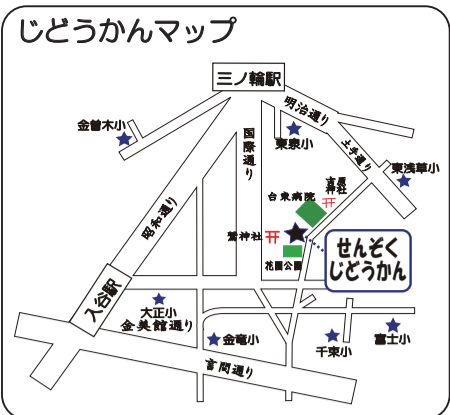 じどうかんマップ
三ノ輪駅
明治通り
金曽木小
国際通り
東泉小
土手通り
東浅草小
吉原
神社
台東病院
昭和通り
鷲神社
せんぞく
じどうかん
花園公園
入谷駅
大正小
金美館通り
金竜小
千束小
富士小
言問通り